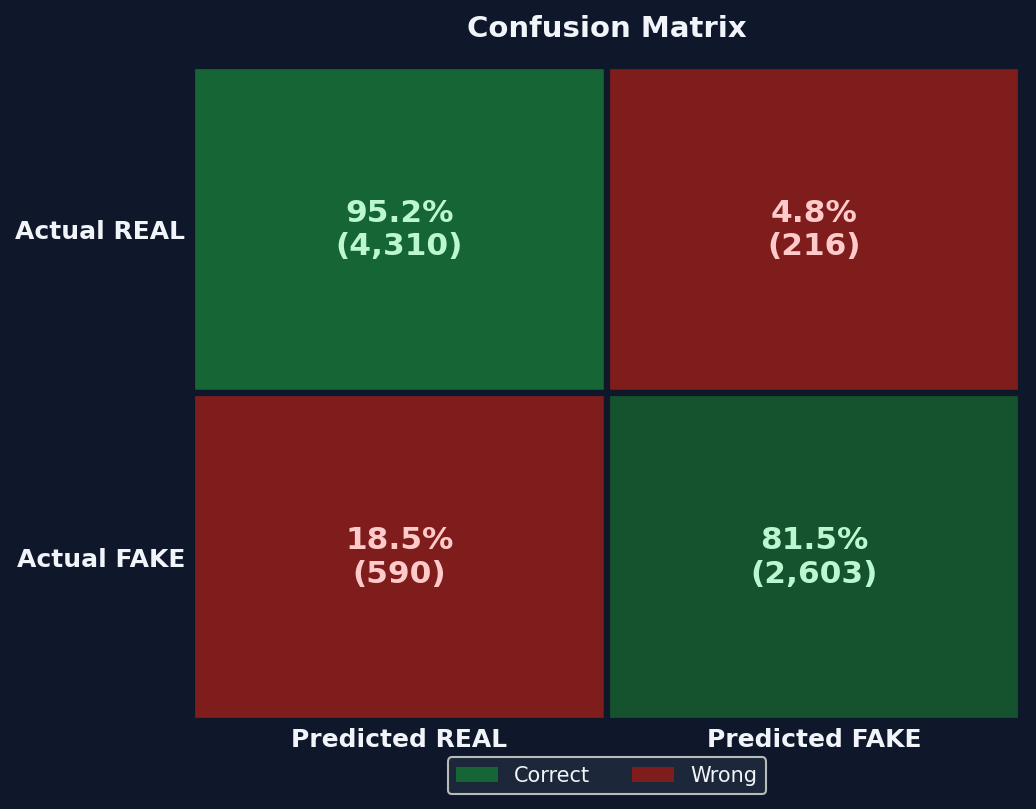 Confusion Matrix
Actual REAL
95.2%
(4,310)
4.8%
(216)
Actual FAKE
18.5%
(590)
81.5%
(2,603)
Predicted REAL
Predicted FAKE
Correct
Wrong